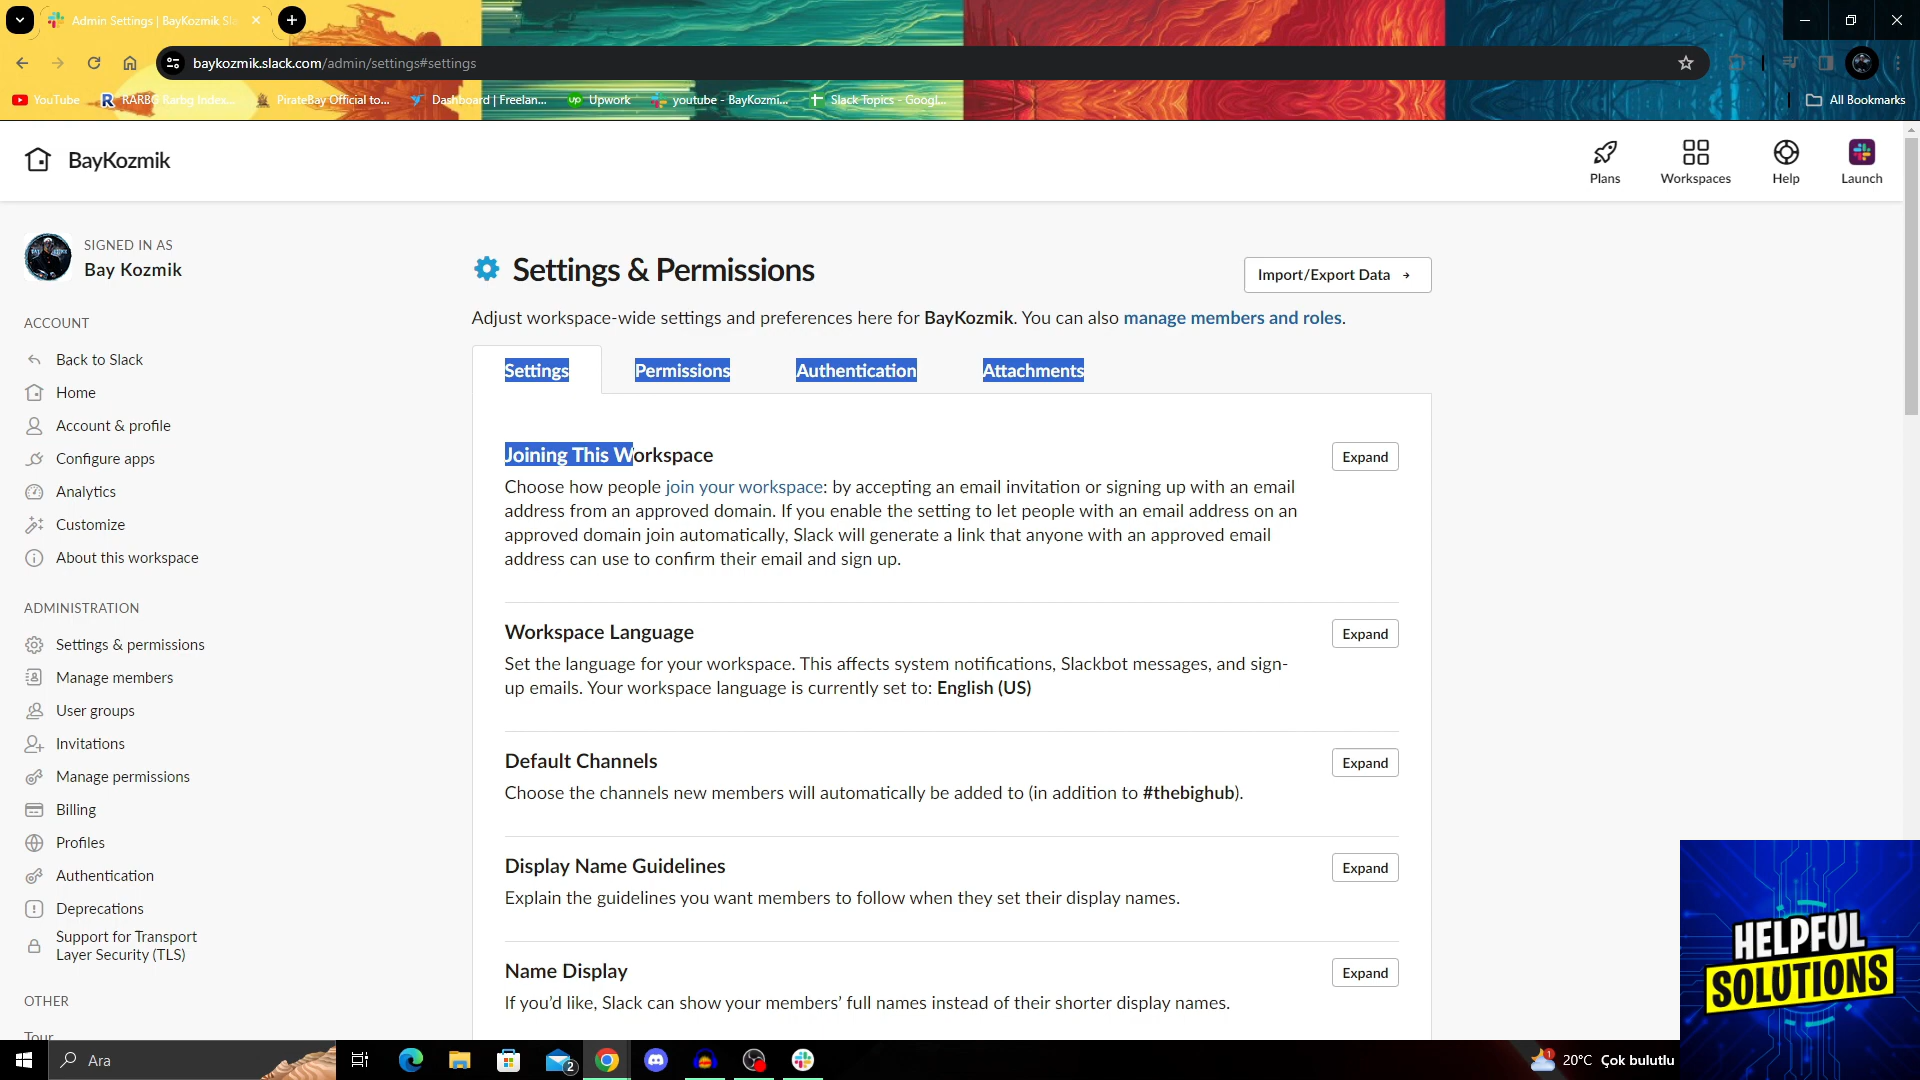 Admin Settings | BayKozmik Sl
baykozmik.slack.com/admin/settings#settings
YouTube
RARBG Rarbg Index...
PirateBay Official to...
Dashboard | Freelan...
Upwork
youtube - BayKozmi...
Slack Topics - Googl...
All Bookmarks
BayKozmik
Plans
Workspaces
Help
Launch
SIGNED IN AS
Bay Kozmik
ACCOUNT
Back to Slack
Home
Account & profile
Configure apps
Analytics
Customize
About this workspace
ADMINISTRATION
Settings & permissions
Manage members
User groups
Invitations
Manage permissions
Billing
Profiles
Authentication
Deprecations
Support for Transport
Layer Security (TLS)
OTHER
Tour
Settings & Permissions
Import/Export Data →
Adjust workspace-wide settings and preferences here for BayKozmik. You can also manage members and roles.
Settings
Permissions
Authentication
Attachments
Joining This Workspace
Expand
Choose how people join your workspace: by accepting an email invitation or signing up with an email
address from an approved domain. If you enable the setting to let people with an email address on an
approved domain join automatically, Slack will generate a link that anyone with an approved email
address can use to confirm their email and sign up.
Workspace Language
Expand
Set the language for your workspace. This affects system notifications, Slackbot messages, and sign-
up emails. Your workspace language is currently set to: English (US)
Default Channels
Expand
Choose the channels new members will automatically be added to (in addition to #thebighub).
Display Name Guidelines
Expand
Explain the guidelines you want members to follow when they set their display names.
Name Display
Expand
If you'd like, Slack can show your members' full names instead of their shorter display names.
HELPFUL
SOLUTIONS
Ara
2
1
20°C Çok bulutlu